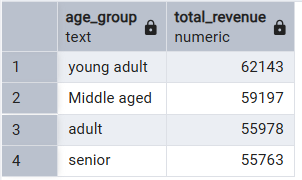 age_group total_revenue
text numeric
1 young adult 62143
2 Middle aged 59197
3 adult 55978
4 senior 55763